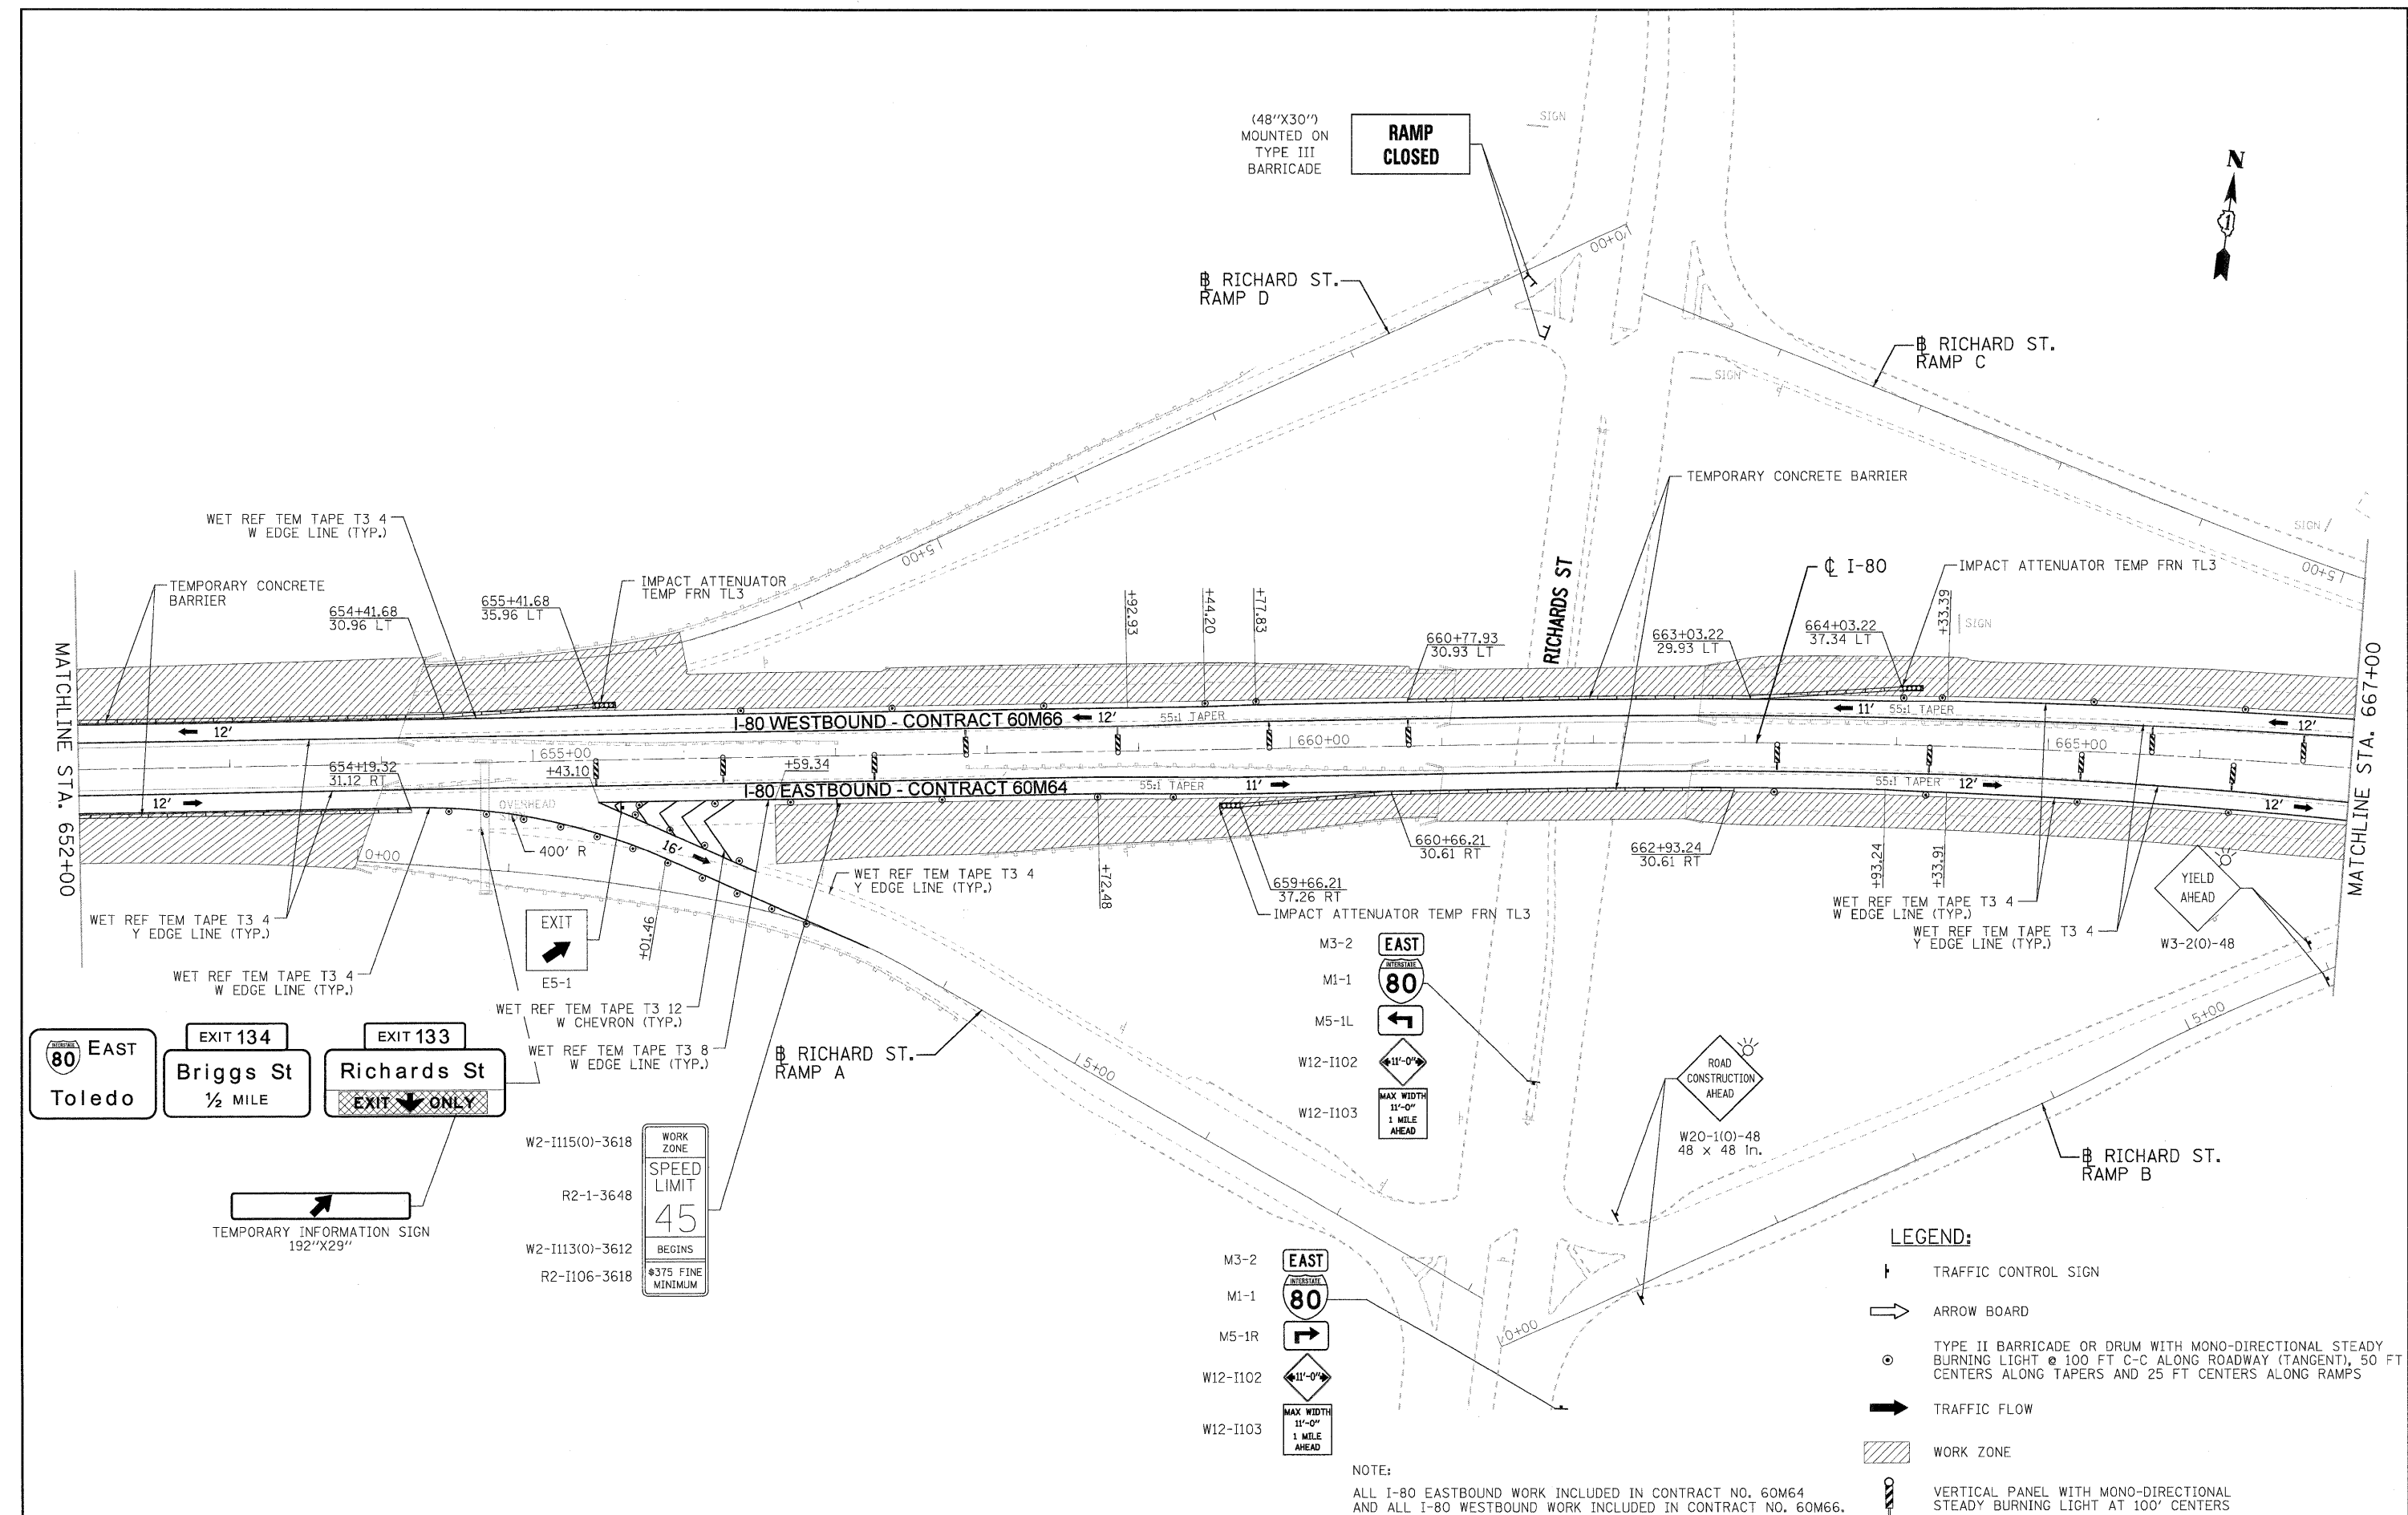 (48"X30")
MOUNTED ON
TYPE III
BARRICADE
RAMP
CLOSED
SIGN
N
1
10+00
℄ RICHARD ST.
RAMP D
B RICHARD ST.
RAMP C
SIGN
TEMPORARY CONCRETE BARRIER
WET REF TEM TAPE T3 4
W EDGE LINE (TYP.)
SIGN
15+00
RICHARDS ST
℄ I-80
IMPACT ATTENUATOR TEMP FRN TL3
15+00
TEMPORARY CONCRETE
BARRIER
IMPACT ATTENUATOR
TEMP FRN TL3
654+41.68
30.96 LT
655+41.68
35.96 LT
+92.93
+44.20
+77.83
660+77.93
30.93 LT
663+03.22
29.93 LT
664+03.22
37.34 LT
+33.39
SIGN
MATCHLINE STA. 652+00
MATCHLINE STA. 667+00
12'
I-80 WESTBOUND - CONTRACT 60M66
12'
55:1 TAPER
11'
55:1 TAPER
12'
655+00
660+00
665+00
654+19.32
31.12 RT
+43.10
+59.34
12'
OVERHEAD
I-80 EASTBOUND - CONTRACT 60M64
55:1 TAPER
11'
55:1 TAPER
12'
12'
0+00
400' R
16'
WET REF TEM TAPE T3 4
Y EDGE LINE (TYP.)
+72.48
659+66.21
37.26 RT
660+66.21
30.61 RT
662+93.24
30.61 RT
+93.24
+33.91
IMPACT ATTENUATOR TEMP FRN TL3
YIELD
AHEAD
W3-2(O)-48
WET REF TEM TAPE T3 4
W EDGE LINE (TYP.)
WET REF TEM TAPE T3 4
Y EDGE LINE (TYP.)
WET REF TEM TAPE T3 4
Y EDGE LINE (TYP.)
EXIT
E5-1
+01.46
WET REF TEM TAPE T3 4
W EDGE LINE (TYP.)
WET REF TEM TAPE T3 12
W CHEVRON (TYP.)
WET REF TEM TAPE T3 8
W EDGE LINE (TYP.)
B RICHARD ST.
RAMP A
15+00
M3-2
EAST
M1-1
INTERSTATE
80
M5-1L
W12-I102
11'-0"
W12-I103
MAX WIDTH
11'-0"
1 MILE
AHEAD
15+00
ROAD
CONSTRUCTION
AHEAD
W20-1(O)-48
48 x 48 In.
B RICHARD ST.
RAMP B
INTERSTATE
80 EAST
Toledo
EXIT 134
Briggs St
½ MILE
EXIT 133
Richards St
EXIT ONLY
TEMPORARY INFORMATION SIGN
192"X29"
W2-I115(O)-3618
WORK
ZONE
R2-1-3648
SPEED
LIMIT
45
W2-I113(O)-3612
BEGINS
R2-I106-3618
$375 FINE
MINIMUM
M3-2
EAST
M1-1
INTERSTATE
80
M5-1R
W12-I102
11'-0"
W12-I103
MAX WIDTH
11'-0"
1 MILE
AHEAD
10+00
LEGEND:
TRAFFIC CONTROL SIGN
ARROW BOARD
TYPE II BARRICADE OR DRUM WITH MONO-DIRECTIONAL STEADY
BURNING LIGHT @ 100 FT C-C ALONG ROADWAY (TANGENT), 50 FT
CENTERS ALONG TAPERS AND 25 FT CENTERS ALONG RAMPS
TRAFFIC FLOW
WORK ZONE
VERTICAL PANEL WITH MONO-DIRECTIONAL
STEADY BURNING LIGHT AT 100' CENTERS
NOTE:
ALL I-80 EASTBOUND WORK INCLUDED IN CONTRACT NO. 60M64
AND ALL I-80 WESTBOUND WORK INCLUDED IN CONTRACT NO. 60M66.